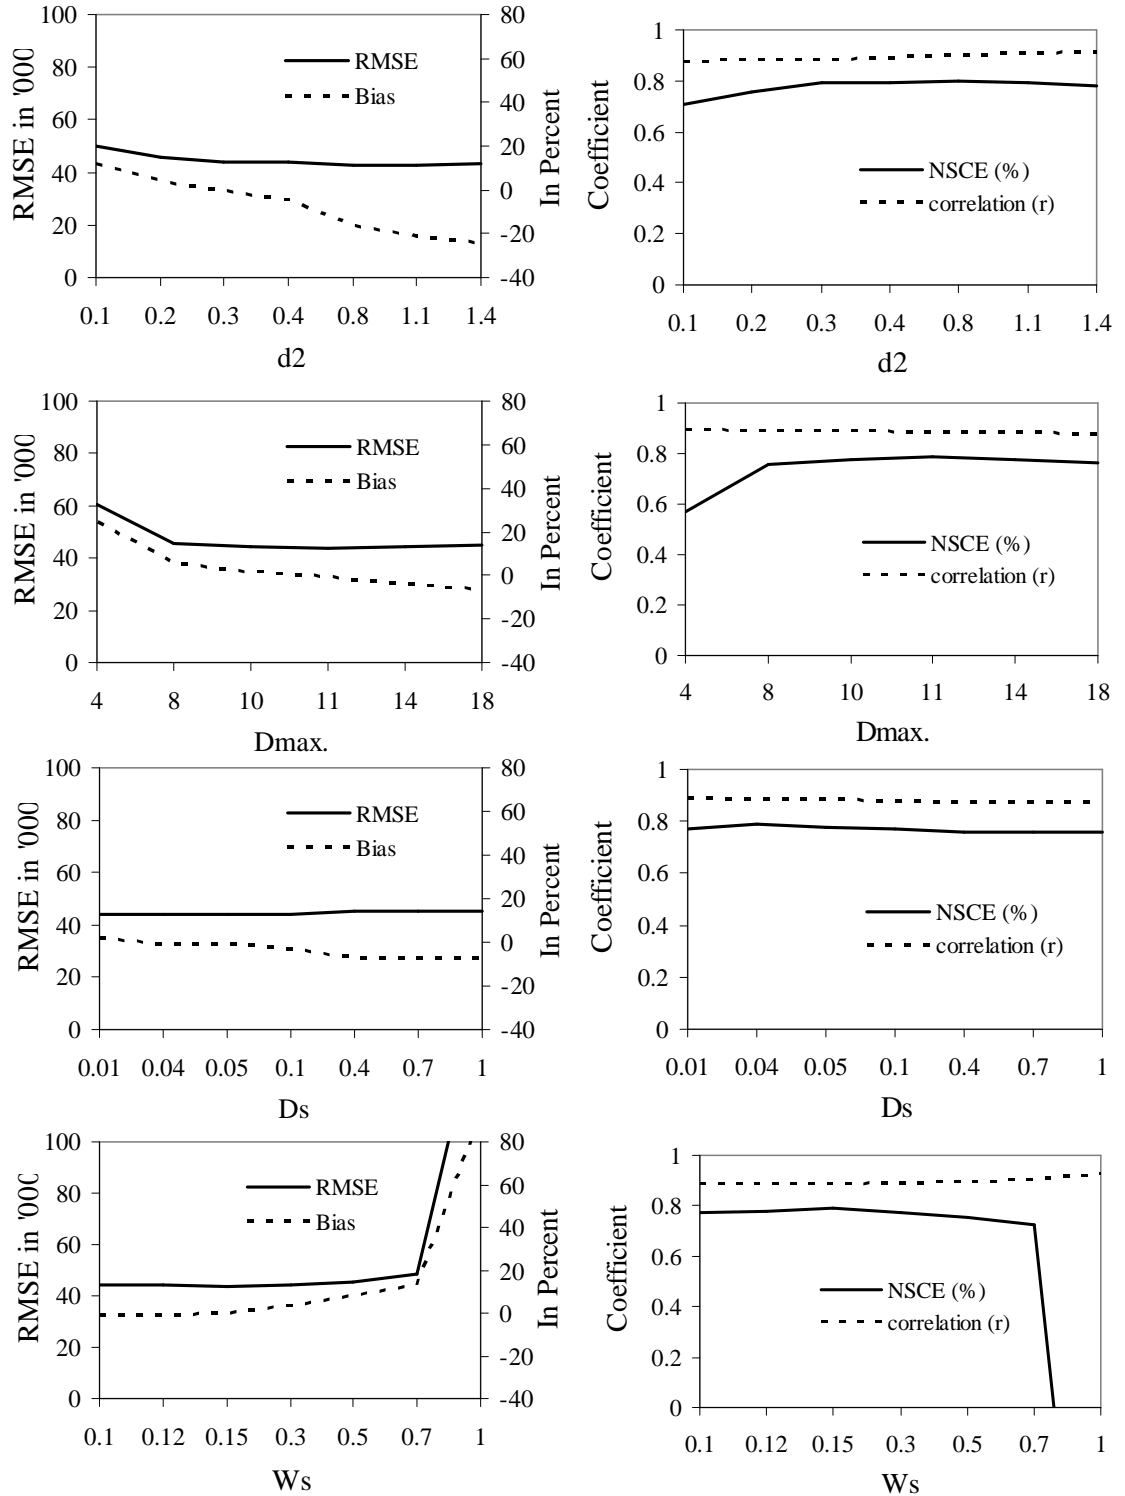 100
80
60
40
20
0
RMSE in '000
80
60
40
20
0
-20
-40
In Percent
RMSE
Bias
0.1 0.2 0.3 0.4 0.8 1.1 1.4
d2
1
0.8
0.6
0.4
0.2
0
Coefficient
NSCE (%)
correlation (r)
0.1 0.2 0.3 0.4 0.8 1.1 1.4
d2
100
80
60
40
20
0
RMSE in '000
80
60
40
20
0
-20
-40
In Percent
RMSE
Bias
4 8 10 11 14 18
Dmax.
1
0.8
0.6
0.4
0.2
0
Coefficient
NSCE (%)
correlation (r)
4 8 10 11 14 18
Dmax.
100
80
60
40
20
0
RMSE in '000
80
60
40
20
0
-20
-40
In Percent
RMSE
Bias
0.01 0.04 0.05 0.1 0.4 0.7 1
Ds
1
0.8
0.6
0.4
0.2
0
Coefficient
NSCE (%)
correlation (r)
0.01 0.04 0.05 0.1 0.4 0.7 1
Ds
100
80
60
40
20
0
RMSE in '000
80
60
40
20
0
-20
-40
In Percent
RMSE
Bias
0.1 0.12 0.15 0.3 0.5 0.7 1
Ws
1
0.8
0.6
0.4
0.2
0
Coefficient
NSCE (%)
correlation (r)
0.1 0.12 0.15 0.3 0.5 0.7 1
Ws